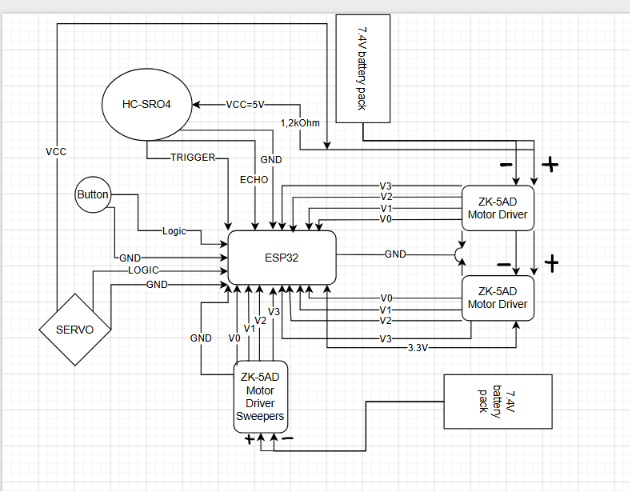 7.4V battery pack
HC-SRO4
VCC=5V
1,2kOhm
VCC
TRIGGER
GND
ECHO
Button
V3
V2
V1
V0
ZK-5AD
Motor Driver
Logic
ESP32
GND
GND
LOGIC
GND
SERVO
V0
V1
V2
V3
ZK-5AD
Motor Driver
3.3V
GND
V0
V1
V2
V3
ZK-5AD
Motor
Driver
Sweepers
7.4V
battery
pack
- +
- +
+ -